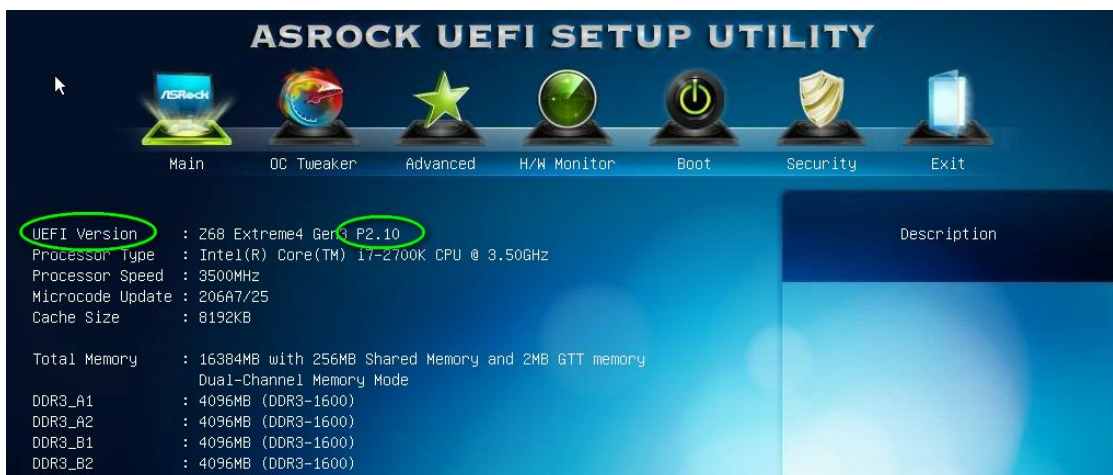 ASROCK UEFI SETUP UTILITY
ASRock
Main OC Tweaker Advanced H/W Monitor Boot Security Exit
UEFI Version : Z68 Extreme4 Gen3 P2.10
Description
Processor Type : Intel(R) Core(TM) i7-2700K CPU @ 3.50GHz
Processor Speed : 3500MHz
Microcode Update : 206A7/25
Cache Size : 8192KB
Total Memory : 16384MB with 256MB Shared Memory and 2MB GTT memory
Dual-Channel Memory Mode
DDR3_A1 : 4096MB (DDR3-1600)
DDR3_A2 : 4096MB (DDR3-1600)
DDR3_B1 : 4096MB (DDR3-1600)
DDR3_B2 : 4096MB (DDR3-1600)